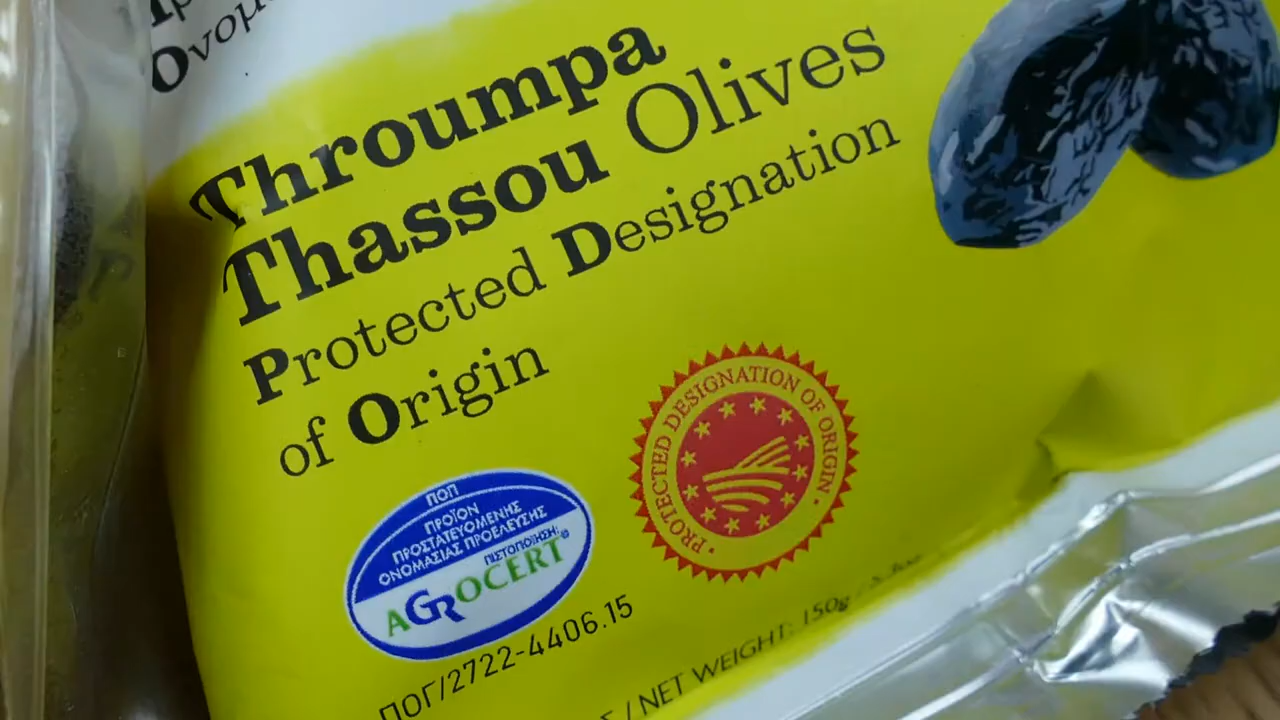 Throumpa
Thassou Olives
Protected Designation
of Origin
PROTECTED DESIGNATION OF ORIGIN
ΠΟΠ
ΠΡΟΪΟΝ
ΠΡΟΣΤΑΤΕΥΟΜΕΝΗΣ
ΟΝΟΜΑΣΙΑΣ ΠΡΟΕΛΕΥΣΗΣ
ΠΙΣΤΟΠΟΙΗΣΗ:
AGROCERT®
ΠΟΓ/2722-4406.15
/ NET WEIGHT: 150g /